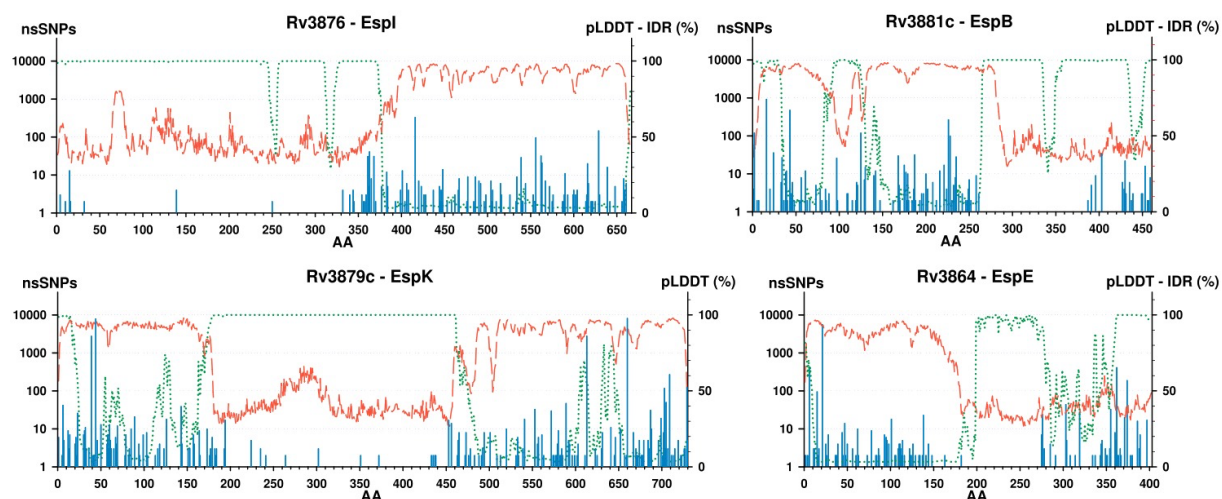 Rv3876 - EspI
nsSNPs
pLDDT - IDR (%)
10000
1000
100
10
1
100
50
0
0 50 100 150 200 250 300 350 400 450 500 550 600 650
AA
Rv3881c - EspB
nsSNPs
pLDDT - IDR (%)
10000
1000
100
10
1
100
50
0
0 50 100 150 200 250 300 350 400 450
AA
Rv3879c - EspK
nsSNPs
pLDDT (%)
10000
1000
100
10
1
100
50
0
0 50 100 150 200 250 300 350 400 450 500 550 600 650 700
AA
Rv3864 - EspE
nsSNPs
pLDDT - IDR (%)
10000
1000
100
10
1
100
50
0
0 50 100 150 200 250 300 350 400
AA